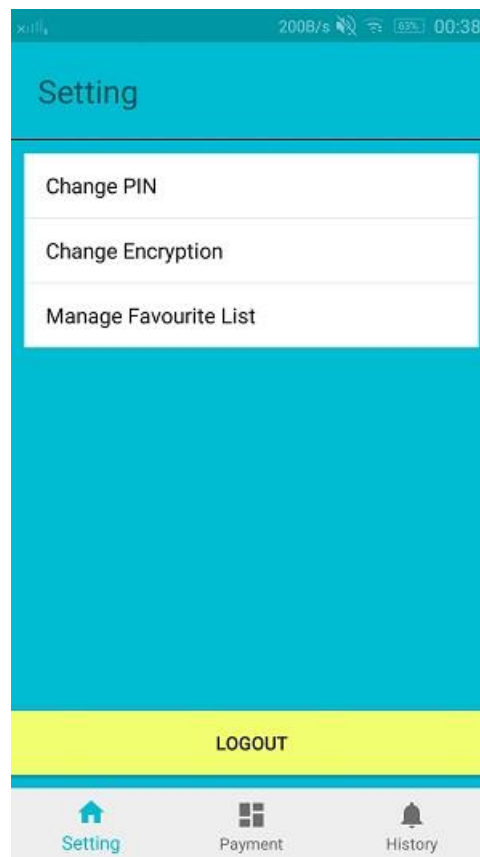 200B/s 63% 00:38
Setting
Change PIN
Change Encryption
Manage Favourite List
LOGOUT
Setting Payment History